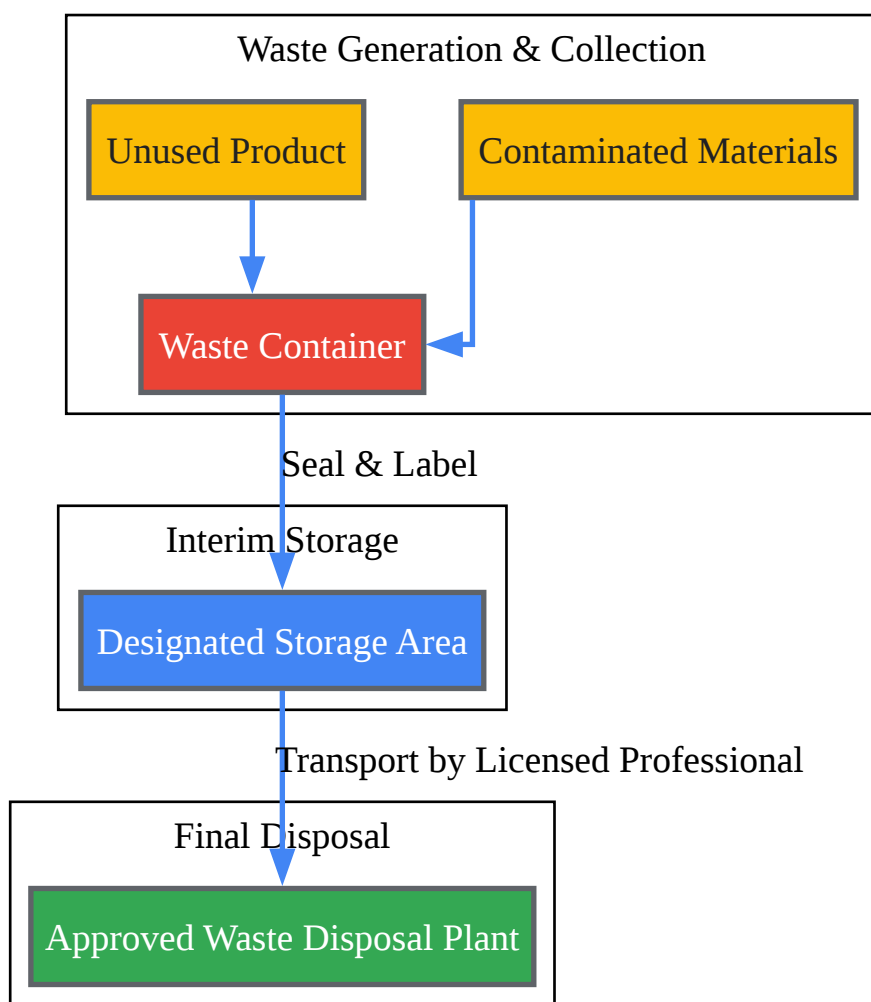 Waste Generation & Collection
Unused Product
Contaminated Materials
Waste Container
Seal & Label
Interim Storage
Designated Storage Area
Transport by Licensed Professional
Final Disposal
Approved Waste Disposal Plant